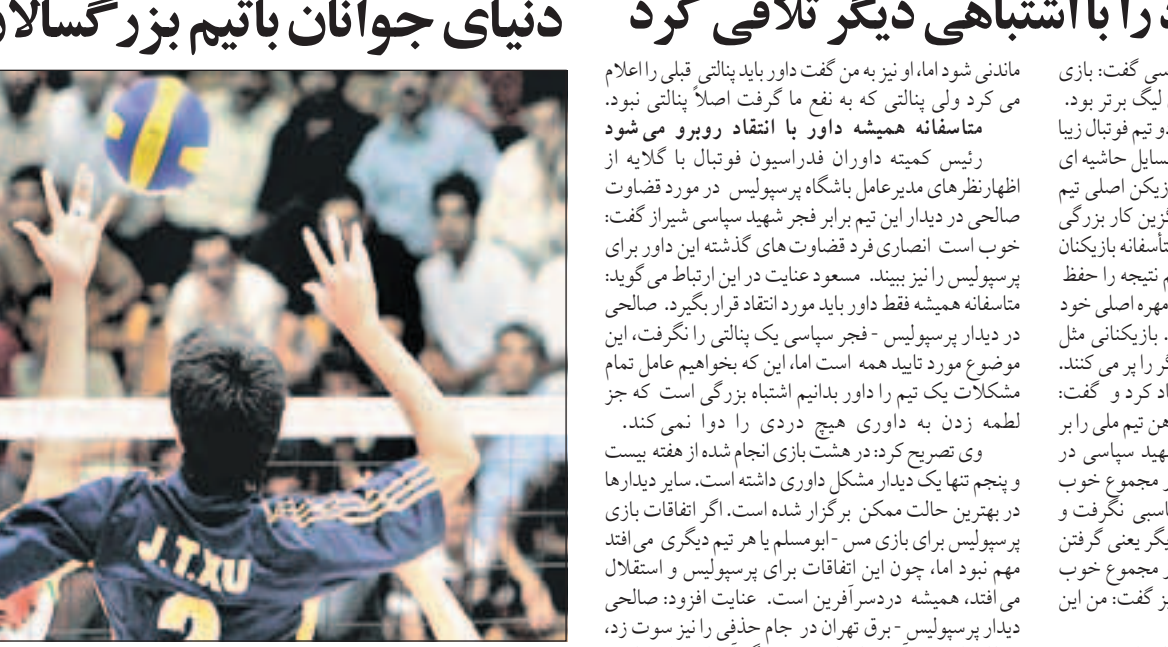 را با اشتباهی دیگر تلافی کرد
سی گفت: بازی
لیگ برتر بود.
دو تیم فوتبال زیبا
سایل حاشیه ای
زیکن اصلی تیم
زین کار بزرگی
تأسفانه بازیکنان
م نتیجه را حفظ
مهره اصلی خود
. بازیکنانی مثل
گر را پر می کنند.
اد کرد و گفت:
هن تیم ملی را بر
هید سپاسی در
ر مجموع خوب
اسبی نگرفت و
یگر یعنی گرفتن
ر مجموع خوب
یز گفت: من این
ماندنی شود اما، او نیز به من گفت داور باید پنالتی قبلی را اعلام
می کرد ولی پنالتی که به نفع ما گرفت اصلاً پنالتی نبود.
متاسفانه همیشه داور با انتقاد روبرو می شود
رئیس کمیته داوران فدراسیون فوتبال با گلایه از
اظهارنظرهای مدیرعامل باشگاه پرسپولیس در مورد قضاوت
صالحی در دیدار این تیم برابر فجر شهید سپاسی شیراز گفت:
خوب است انصاری فرد قضاوت های گذشته این داور برای
پرسپولیس را نیز ببیند. مسعود عنایت در این ارتباط می گوید:
متاسفانه همیشه فقط داور باید مورد انتقاد قرار بگیرد. صالحی
در دیدار پرسپولیس - فجر سپاسی یک پنالتی را نگرفت، این
موضوع مورد تایید همه است اما، این که بخواهیم عامل تمام
مشکلات یک تیم را داور بدانیم اشتباه بزرگی است که جز
لطمه زدن به داوری هیچ دردی را دوا نمی کند.
وی تصریح کرد: در هشت بازی انجام شده از هفته بیست
و پنجم تنها یک دیدار مشکل داوری داشته است. سایر دیدارها
در بهترین حالت ممکن برگزار شده است. اگر اتفاقات بازی
پرسپولیس برای بازی مس - ابومسلم یا هر تیم دیگری می افتد
مهم نبود اما، چون این اتفاقات برای پرسپولیس و استقلال
می افتد، همیشه دردسرآفرین است. عنایت افزود: صالحی
دیدار پرسپولیس - برق تهران در جام حذفی را نیز سوت زد،
دنیای جوانان باتیم بزرگسالا
J.T.XU
2